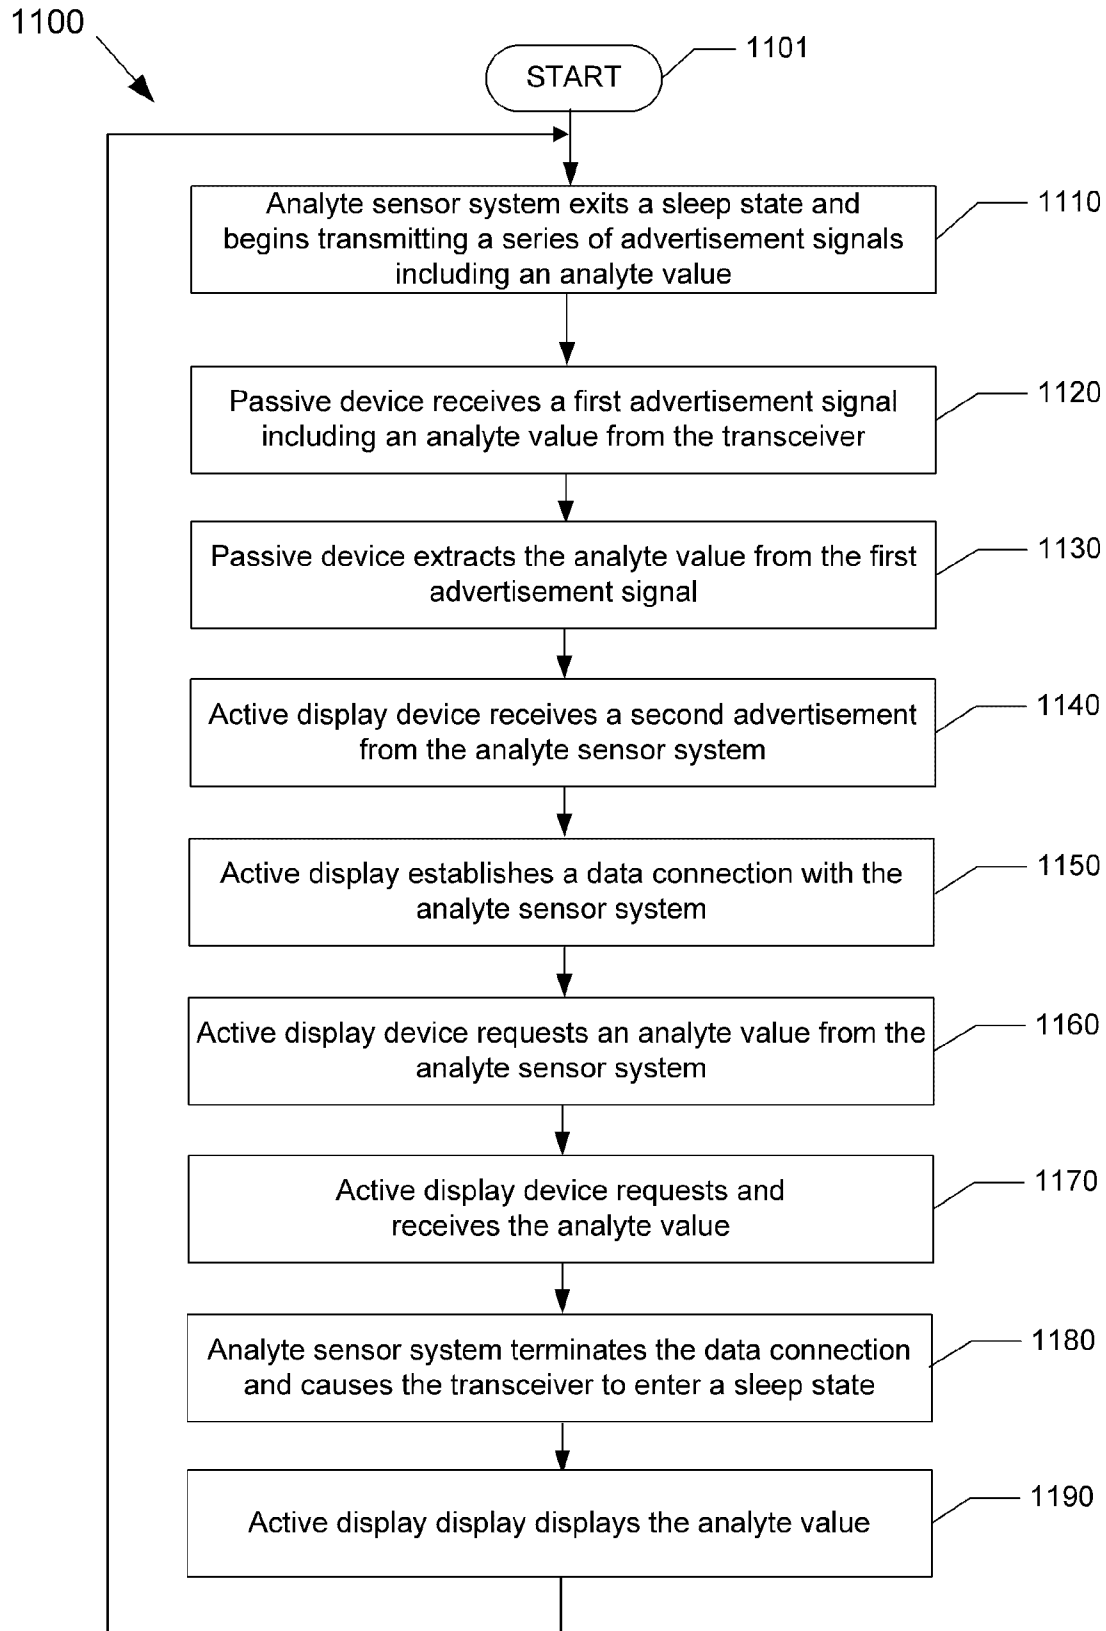 1100
START
1101
Analyte sensor system exits a sleep state and
begins transmitting a series of advertisement signals
including an analyte value
1110
Passive device receives a first advertisement signal
including an analyte value from the transceiver
1120
Passive device extracts the analyte value from the first
advertisement signal
1130
Active display device receives a second advertisement
from the analyte sensor system
1140
Active display establishes a data connection with the
analyte sensor system
1150
Active display device requests an analyte value from the
analyte sensor system
1160
Active display device requests and
receives the analyte value
1170
Analyte sensor system terminates the data connection
and causes the transceiver to enter a sleep state
1180
Active display display displays the analyte value
1190